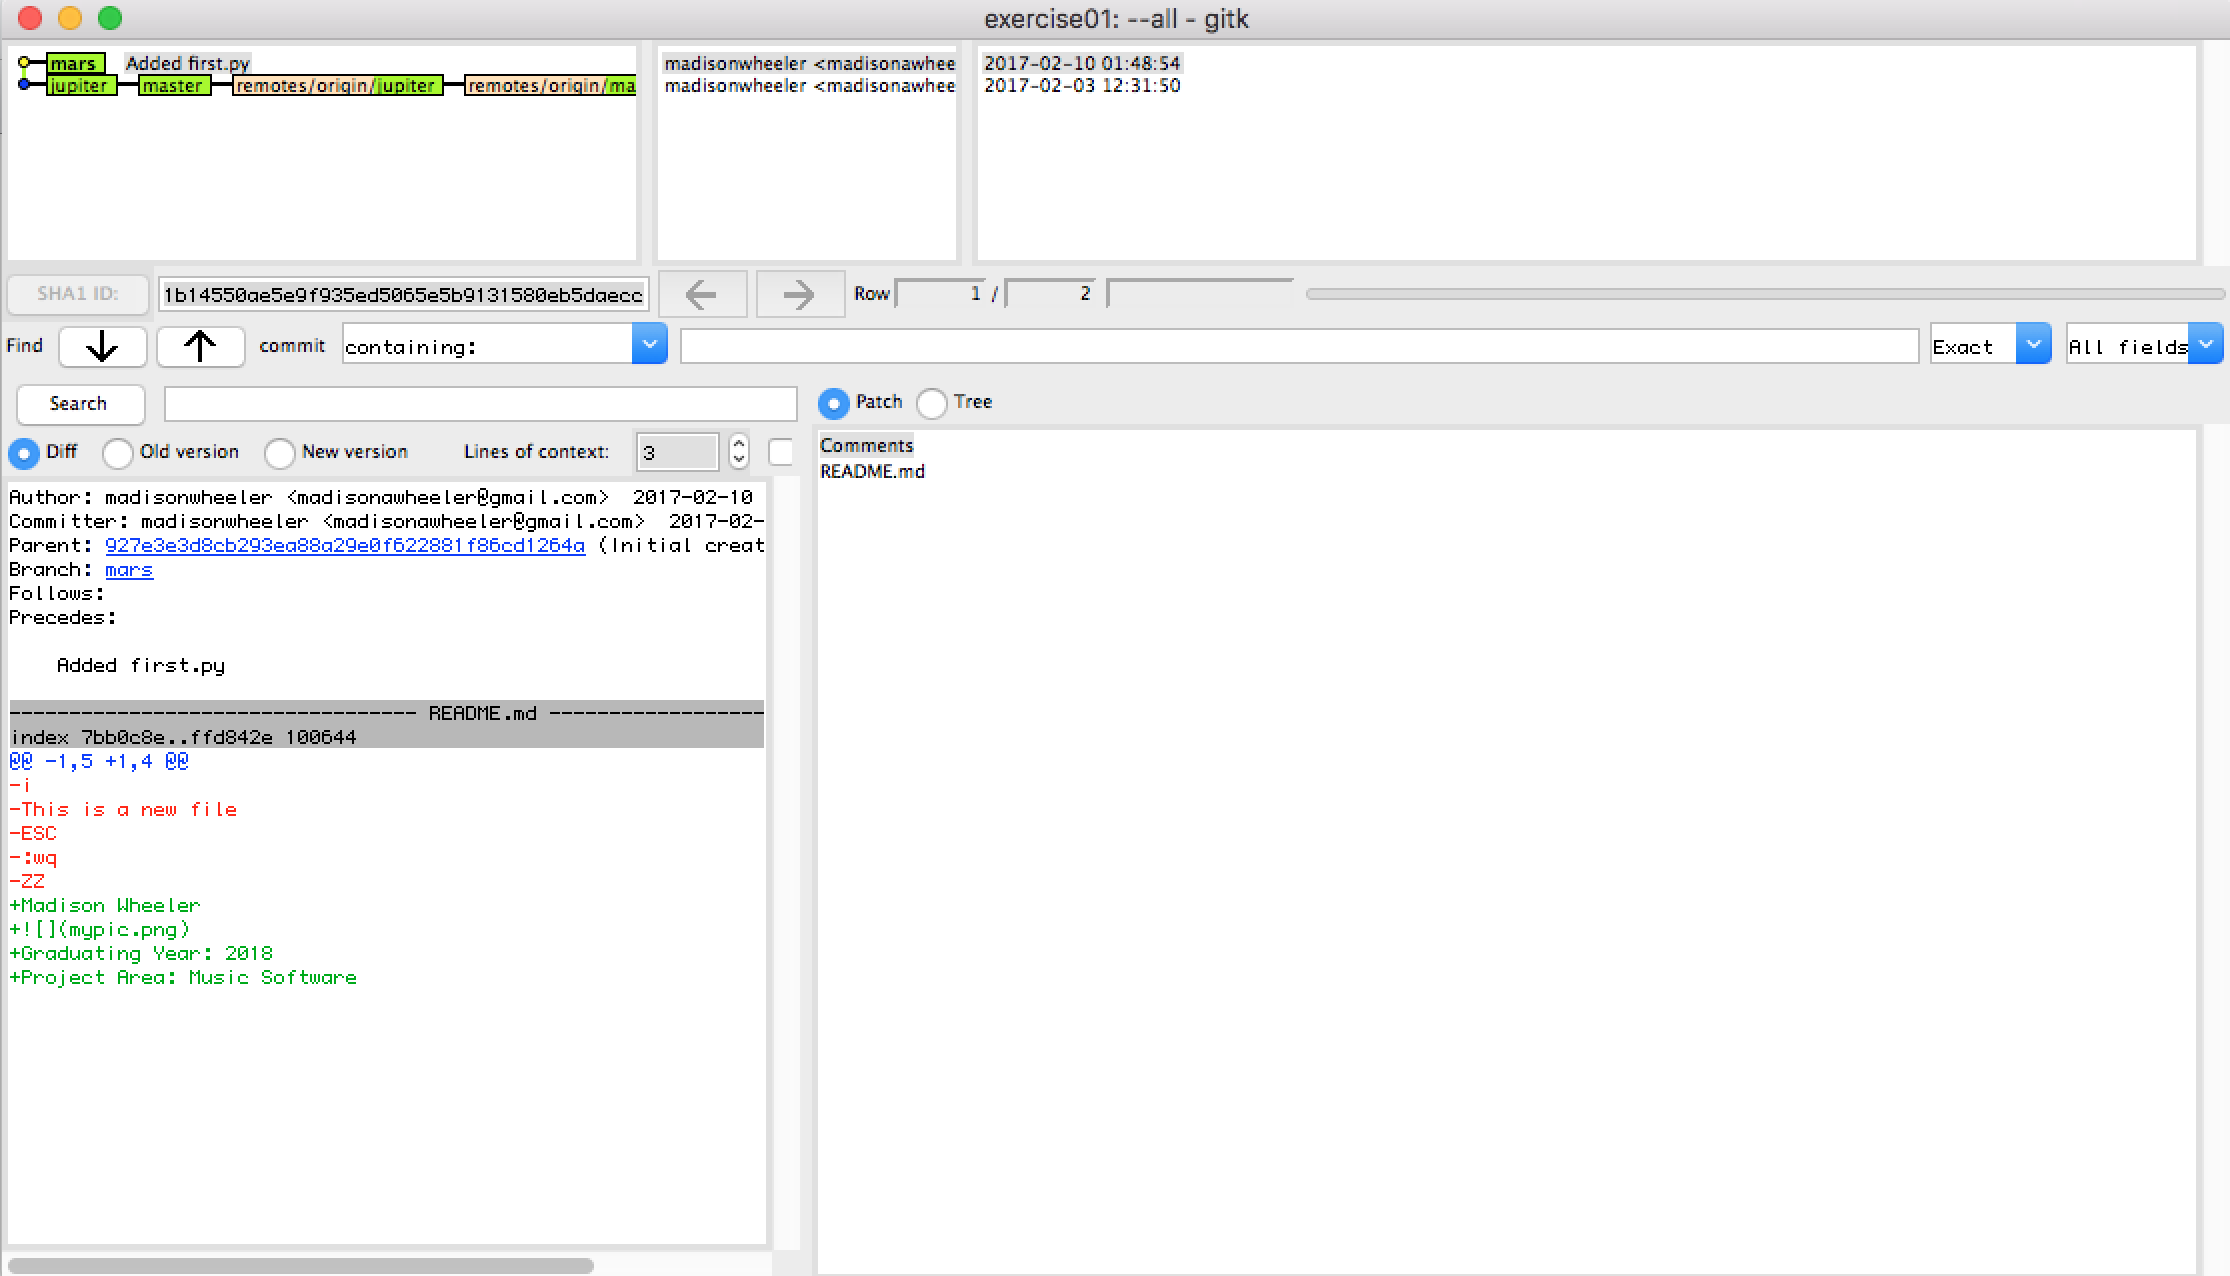 exercise01: --all - gitk
mars Added first.py madisonwheeler <madisonawhee 2017-02-10 01:48:54
jupiter master remotes/origin/jupiter remotes/origin/ma madisonwheeler <madisonawhee 2017-02-03 12:31:50
SHA1 ID: 1b14550ae5e9f935ed5065e5b9131580eb5daecc Row 1 / 2
Find commit containing: Exact All fields
Search Patch Tree
Diff Old version New version Lines of context: 3
Comments
README.md
Author: madisonwheeler <madisonawheeler@gmail.com> 2017-02-10
Committer: madisonwheeler <madisonawheeler@gmail.com> 2017-02-
Parent: 927e3e3d8cb293ea88a29e0f622881f86cd1264a (Initial creat
Branch: mars
Follows:
Precedes:
Added first.py
---------------------------------- README.md ------------------
index 7bb0c8e..ffd842e 100644
@@ -1,5 +1,4 @@
-i
-This is a new file
-ESC
-:wq
-ZZ
+Madison Wheeler
+![](mypic.png)
+Graduating Year: 2018
+Project Area: Music Software